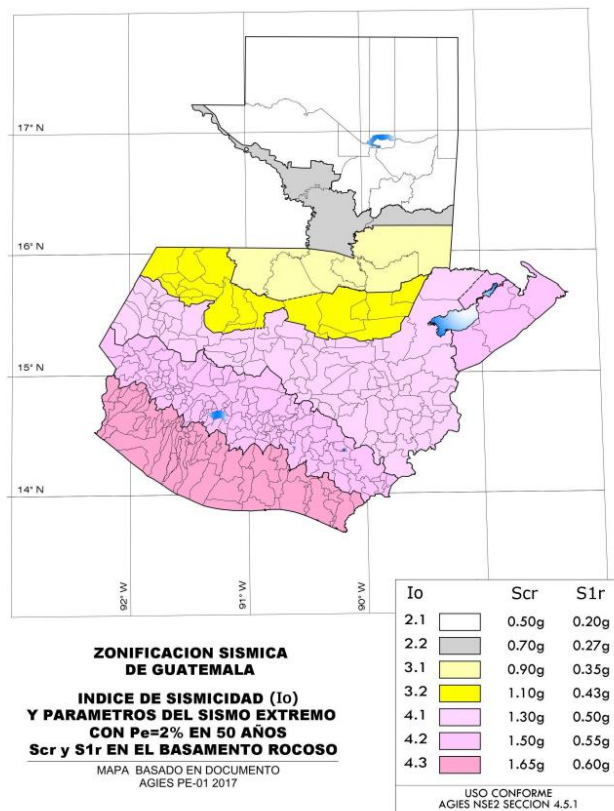 17° N
16° N
15° N
14° N
92° W
91° W
90° W
Io Scr S1r
2.1 0.50g 0.20g
2.2 0.70g 0.27g
3.1 0.90g 0.35g
3.2 1.10g 0.43g
4.1 1.30g 0.50g
4.2 1.50g 0.55g
4.3 1.65g 0.60g
ZONIFICACION SISMICA
DE GUATEMALA
INDICE DE SISMICIDAD (Io)
Y PARAMETROS DEL SISMO EXTREMO
CON Pe=2% EN 50 AÑOS
Scr y S1r EN EL BASAMENTO ROCOSO
MAPA BASADO EN DOCUMENTO
AGIES PE-01 2017
USO CONFORME
AGIES NSE2 SECCION 4.5.1